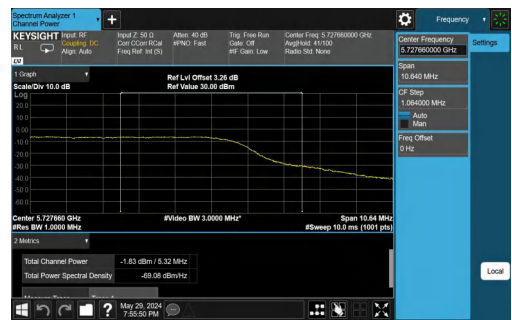 Spectrum Analyzer 1
Channel Power
Frequency
KEYSIGHT
RL
Input: RF
Coupling: DC
Align: Auto
Input Z: 50 Ω
Corr CCorr RCal
Freq Ref: Int (S)
Atten: 40 dB
#PNO: Fast
Trig: Free Run
Gate: Off
#IF Gain: Low
Center Freq: 5.727660000 GHz
Avg|Hold: 41/100
Radio Std: None
LV
Center Frequency
5.727660000 GHz
Settings
Span
10.640 MHz
CF Step
1.064000 MHz
Auto
Man
Freq Offset
0 Hz
1 Graph
Scale/Div 10.0 dB
Ref Lvl Offset 3.26 dB
Ref Value 30.00 dBm
Log
20.0
10.0
0.00
-10.0
-20.0
-30.0
-40.0
-50.0
-60.0
Center 5.727660 GHz
#Video BW 3.0000 MHz*
Span 10.64 MHz
#Res BW 1.0000 MHz
#Sweep 10.0 ms (1001 pts)
2 Metrics
Total Channel Power
-1.83 dBm / 5.32 MHz
Total Power Spectral Density
-69.08 dBm/Hz
Local
?
May 29, 2024
7:55:50 PM